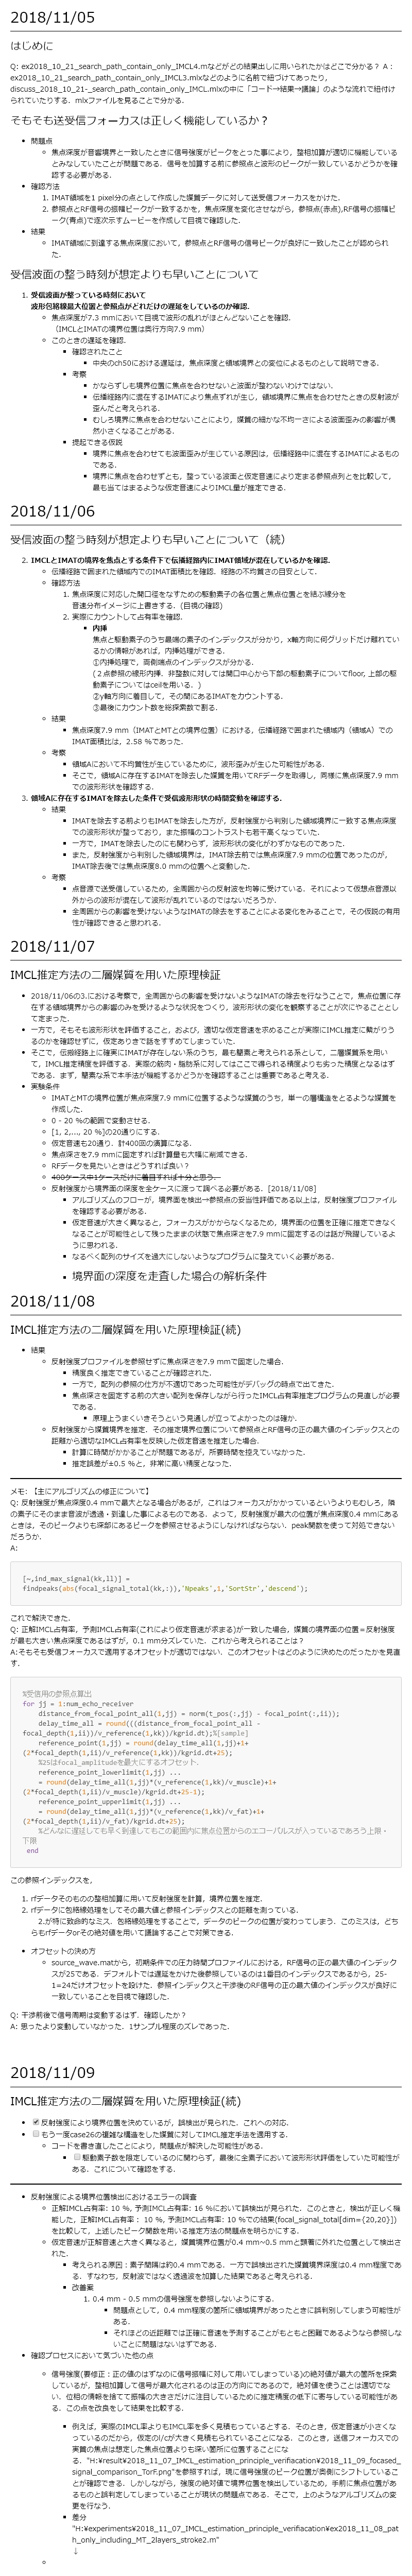 2018/11/05
はじめに
Q: ex2018_10_21_search_path_contain_only_IMCL4.mなどがどの結果出しに用いられたかはどこで分かる？ A：
ex2018_10_21_search_path_contain_only_IMCL3.mlxなどのように名前で紐づけてあったり,
discuss_2018_10_21-_search_path_contain_only_IMCL.mlxの中に「コード→結果→議論」のような流れで紐付け
られていたりする．mlxファイルを見ることで分かる．
そもそも送受信フォーカスは正しく機能しているか？
• 問題点
◦ 焦点深度が音響境界と一致したときに信号強度がピークをとった事により，整相加算が適切に機能している
とみなしていたことが問題である．信号を加算する前に参照点と波形のピークが一致しているかどうかを確
認する必要がある．
• 確認方法
1. IMAT領域を1 pixel分の点として作成した媒質データに対して送受信フォーカスをかけた．
2. 参照点とRF信号の振幅ピークが一致するかを，焦点深度を変化させながら，参照点(赤点),RF信号の振幅ピ
ーク(青点)で逐次示すムービーを作成して目視で確認した．
• 結果
◦ IMAT領域に到達する焦点深度において，参照点とRF信号の信号ピークが良好に一致したことが認められ
た．
受信波面の整う時刻が想定よりも早いことについて
1. 受信波面が整っている時刻において
波形包絡線最大位置と参照点がどれだけの遅延をしているのか確認．
◦ 焦点深度が7.3 mmにおいて目視で波形の乱れがほとんどないことを確認．
（IMCLとIMATの境界位置は奥行方向7.9 mm）
◦ このときの遅延を確認．
▪ 確認されたこと
▪ 中央のch50における遅延は，焦点深度と領域境界との変位によるものとして説明できる．
▪ 考察
▪ かならずしも境界位置に焦点を合わせないと波面が整わないわけではない．
▪ 伝播経路内に混在するIMATにより焦点ずれが生じ，領域境界に焦点を合わせたときの反射波が
歪んだと考えられる．
▪ むしろ境界に焦点を合わせないことにより，媒質の細かな不均一さによる波面歪みの影響が偶
然小さくなることがある．
▪ 提起できる仮説
▪ 境界に焦点を合わせても波面歪みが生じている原因は，伝播経路中に混在するIMATによるもの
である．
▪ 境界に焦点を合わせずとも，整っている波面と仮定音速により定まる参照点列とを比較して，
最も当てはまるような仮定音速によりIMCL量が推定できる．
2018/11/06
受信波面の整う時刻が想定よりも早いことについて（続）
2. IMCLとIMATの境界を焦点とする条件下で伝播経路内にIMAT領域が混在しているかを確認．
◦ 伝播経路で囲まれた領域内でのIMAT面積比を確認．経路の不均質さの目安として．
◦ 確認方法
1. 焦点深度に対応した開口径をなすための駆動素子の各位置と焦点位置とを結ぶ線分を
音速分布イメージに上書きする．(目視の確認)
2. 実際にカウントして占有率を確認．
▪ 内挿
焦点と駆動素子のうち最端の素子のインデックスが分かり，x軸方向に何グリッドだけ離れてい
るかの情報があれば，内挿処理ができる．
①内挿処理で，両側端点のインデックスが分かる．
(２点参照の線形内挿．非整数に対しては開口中心から下部の駆動素子についてfloor, 上部の駆
動素子についてはceilを用いる．)
②y軸方向に着目して，その間にあるIMATをカウントする．
③最後にカウント数を総探索数で割る．
◦ 結果
▪ 焦点深度7.9 mm（IMATとMTとの境界位置）における，伝播経路で囲まれた領域内（領域A）での
IMAT面積比は，2.58 %であった．
◦ 考察
▪ 領域Aにおいて不均質性が生じているために，波形歪みが生じた可能性がある．
▪ そこで，領域Aに存在するIMATを除去した媒質を用いてRFデータを取得し，同様に焦点深度7.9 mm
での波形形状を確認する．
3. 領域Aに存在するIMATを除去した条件で受信波形形状の時間変動を確認する．
◦ 結果
▪ IMATを除去する前よりもIMATを除去した方が，反射強度から判別した領域境界に一致する焦点深度
での波形形状が整っており，また振幅のコントラストも若干高くなっていた．
▪ 一方で，IMATを除去したのにも関わらず，波形形状の変化がわずかなものであった．
▪ また，反射強度から判別した領域境界は，IMAT除去前では焦点深度7.9 mmの位置であったのが，
IMAT除去後では焦点深度8.0 mmの位置へと変動した．
◦ 考察
▪ 点音源で送受信しているため，全周囲からの反射波を均等に受けている．それによって仮想点音源以
外からの波形が混在して波形が乱れているのではないだろうか．
▪ 全周囲からの影響を受けないようなIMATの除去をすることによる変化をみることで，その仮説の有用
性が確認できると思われる．
2018/11/07
IMCL推定方法の二層媒質を用いた原理検証
• 2018/11/06の3.における考察で，全周囲からの影響を受けないようなIMATの除去を行なうことで，焦点位置に存
在する領域境界からの影響のみを受けるような状況をつくり，波形形状の変化を観察することが次にやることとし
て定まった．
• 一方で，そもそも波形形状を評価すること，および，適切な仮定音速を求めることが実際にIMCL推定に繋がりう
るのかを確認せずに，仮定ありきで話をすすめてしまっていた．
• そこで，伝搬経路上に確実にIMATが存在しない系のうち，最も簡素と考えられる系として，二層媒質系を用い
て，IMCL推定精度を評価する．実際の筋肉・脂肪系に対してはここで得られる精度よりも劣った精度となるはず
である．まず，簡素な系で本手法が機能するかどうかを確認することは重要であると考える．
• 実験条件
◦ IMATとMTの境界位置が焦点深度7.9 mmに位置するような媒質のうち，単一の層構造をとるような媒質を
作成した．
◦ 0 - 20 %の範囲で変動させる．
◦ [1, 2,..., 20 %]の20通りにする．
◦ 仮定音速も20通り．計400回の演算になる．
◦ 焦点深さを7.9 mmに固定すれば計算量も大幅に削減できる．
◦ RFデータを見たいときはどうすれば良い？
◦ 400ケース中1ケースだけに着目すれば十分と思う．
◦ 反射強度から境界面の深度を全ケースに渡って調べる必要がある．[2018/11/08]
▪ アルゴリズムのフローが，境界面を検出→参照点の妥当性評価である以上は，反射強度プロファイル
を確認する必要がある．
▪ 仮定音速が大きく異なると，フォーカスがかからなくなるため，境界面の位置を正確に推定できなく
なることが可能性として残ったままの状態で焦点深さを7.9 mmに固定するのは話が飛躍しているよ
うに思われる．
▪ なるべく配列のサイズを過大にしないようなプログラムに整えていく必要がある．
▪ 境界面の深度を走査した場合の解析条件
2018/11/08
IMCL推定方法の二層媒質を用いた原理検証(続)
• 結果
◦ 反射強度プロファイルを参照せずに焦点深さを7.9 mmで固定した場合．
▪ 精度良く推定できていることが確認された．
▪ 一方で，配列の参照の仕方が不適切であった可能性がデバッグの時点で出てきた．
▪ 焦点深さを固定する前の大きい配列を保存しながら行ったIMCL占有率推定プログラムの見直しが必要
である．
▪ 原理上うまくいきそうという見通しが立ってよかったのは確か．
◦ 反射強度から媒質境界を推定．その推定境界位置について参照点とRF信号の正の最大値のインデックスとの
距離から適切なIMCL占有率を反映した仮定音速を推定した場合．
▪ 計算に時間がかかることが問題であるが，所要時間を控えていなかった．
▪ 推定誤差が±0.5 %と，非常に高い精度となった．
メモ：【主にアルゴリズムの修正について】
Q: 反射強度が焦点深度0.4 mmで最大となる場合があるが，これはフォーカスがかかっているというよりもむしろ，隣
の素子にそのまま音波が透過・到達した事によるものである．よって，反射強度が最大の位置が焦点深度0.4 mmにある
ときは，そのピークよりも深部にあるピークを参照させるようにしなければならない．peak関数を使って対処できない
だろうか．
A:
[~,ind_max_signal(kk,ll)] =
findpeaks(abs(focal_signal_total(kk,:)),'Npeaks',1,'SortStr','descend');
これで解決できた．
Q: 正解IMCL占有率，予測IMCL占有率(これにより仮定音速が求まる)が一致した場合，媒質の境界面の位置＝反射強度
が最も大きい焦点深度であるはずが，0.1 mm分ズレていた．これから考えられることは？
A:そもそも受信フォーカスで適用するオフセットが適切ではない．このオフセットはどのように決めたのだったかを見直
す．
%受信用の参照点算出
for jj = 1:num_echo_receiver
distance_from_focal_point_all(1,jj) = norm(t_pos(:,jj) - focal_point(:,ii));
delay_time_all = round(((distance_from_focal_point_all -
focal_depth(1,ii))/v_reference(1,kk))/kgrid.dt);%[sample]
reference_point(1,jj) = round(delay_time_all(1,jj)+1+
(2*focal_depth(1,ii)/v_reference(1,kk))/kgrid.dt+25);
%25はfocal_amplitudeを最大にするオフセット．
reference_point_lowerlimit(1,jj) ...
= round(delay_time_all(1,jj)*(v_reference(1,kk)/v_muscle)+1+
(2*focal_depth(1,ii)/v_muscle)/kgrid.dt+25-1);
reference_point_upperlimit(1,jj) ...
= round(delay_time_all(1,jj)*(v_reference(1,kk)/v_fat)+1+
(2*focal_depth(1,ii)/v_fat)/kgrid.dt+25);
%どんなに遅延しても早く到達してもこの範囲内に焦点位置からのエコーパルスが入っているであろう上限・
下限
end
この参照インデックスを，
1. rfデータそのものの整相加算に用いて反射強度を計算，境界位置を推定．
2. rfデータに包絡線処理をしてその最大値と参照インデックスとの距離を測っている．
2.が特に致命的なミス．包絡線処理をすることで，データのピークの位置が変わってしまう．このミスは，どち
らもrfデータorその絶対値を用いて議論することで対策できる．
• オフセットの決め方
◦ source_wave.matから，初期条件での圧力時間プロファイルにおける，RF信号の正の最大値のインデック
スが25である．デフォルトでは遅延をかけた後参照しているのは1番目のインデックスであるから，25-
1=24だけオフセットを設けた．参照インデックスと干渉後のRF信号の正の最大値のインデックスが良好に
一致していることを目視で確認した．
Q: 干渉前後で信号周期は変動するはず．確認したか？
A: 思ったより変動していなかった．1サンプル程度のズレであった．
2018/11/09
IMCL推定方法の二層媒質を用いた原理検証(続)
• ☑反射強度により境界位置を決めているが，誤検出が見られた．これへの対応．
• ☐もう一度case26の複雑な構造をした媒質に対してIMCL推定手法を適用する．
◦ コードを書き直したことにより，問題点が解決した可能性がある．
▪ ☐駆動素子数を限定しているのに関わらず，最後に全素子において波形形状評価をしていた可能性が
ある．これについて確認をする．
• 反射強度による境界位置検出におけるエラーの調査
◦ 正解IMCL占有率: 10 %, 予測IMCL占有率: 16 %において誤検出が見られた．このときと，検出が正しく機
能した，正解IMCL占有率： 10 %, 予測IMCL占有率: 10 %での結果(focal_signal_total[dim={20,20}])
を比較して，上述したピーク関数を用いる推定方法の問題点を明らかにする．
◦ 仮定音速が正解音速と大きく異なると，媒質境界位置が0.4 mm~0.5 mmと顕著に外れた位置として検出さ
れた．
▪ 考えられる原因：素子間隔は約0.4 mmである．一方で誤検出された媒質境界深度は0.4 mm程度であ
る．すなわち，反射波ではなく透過波を加算した結果であると考えられる．
▪ 改善案
1. 0.4 mm - 0.5 mmの信号強度を参照しないようにする．
▪ 問題点として，0.4 mm程度の箇所に領域境界があったときに誤判別してしまう可能性が
ある．
▪ それほどの近距離では正確に音速を予測することがもともと困難であるようなら参照しな
いことに問題はないはずである．
• 確認プロセスにおいて気づいた他の点
◦ 信号強度(要修正：正の値のはずなのに信号振幅に対して用いてしまっている)の絶対値が最大の箇所を探索
しているが，整相加算して信号が最大化されるのは正の方向にであるので，絶対値を使うことは適切でな
い．位相の情報を捨てて振幅の大きさだけに注目しているために推定精度の低下に寄与している可能性があ
る．この点を改良をして結果を比較する．
▪ 例えば，実際のIMCL率よりもIMCL率を多く見積もっているとする．そのとき，仮定音速が小さくな
っているのだから，仮定のl/cが大きく見積もられていることになる．このとき，送信フォーカスでの
実質の焦点は想定した焦点位置よりも深い箇所に位置することにな
る．"H:¥result¥2018_11_07_IMCL_estimation_principle_verifiacation¥2018_11_09_focased_
signal_comparison_TorF.png"を参照すれば，現に信号強度のピーク位置が両側にシフトしているこ
とが確認できる．しかしながら，強度の絶対値で境界位置を検出しているため，手前に焦点位置があ
るものと誤判定してしまっていることが現状の問題点である．そこで，上のようなアルゴリズムの変
更を行なう．
▪ 差分
"H:¥experiments¥2018_11_07_IMCL_estimation_principle_verifiacation¥ex2018_11_08_pat
h_only_including_MT_2layers_stroke2.m"
↓